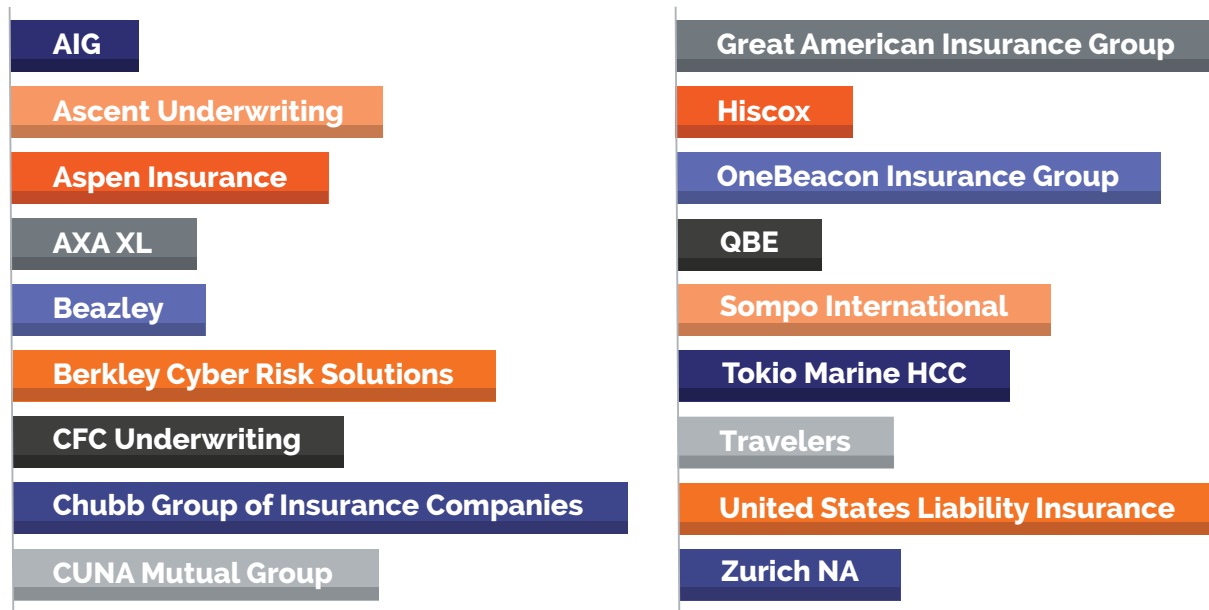 AIG
Ascent Underwriting
Aspen Insurance
AXA XL
Beazley
Berkley Cyber Risk Solutions
CFC Underwriting
Chubb Group of Insurance Companies
CUNA Mutual Group
Great American Insurance Group
Hiscox
OneBeacon Insurance Group
QBE
Sompo International
Tokio Marine HCC
Travelers
United States Liability Insurance
Zurich NA